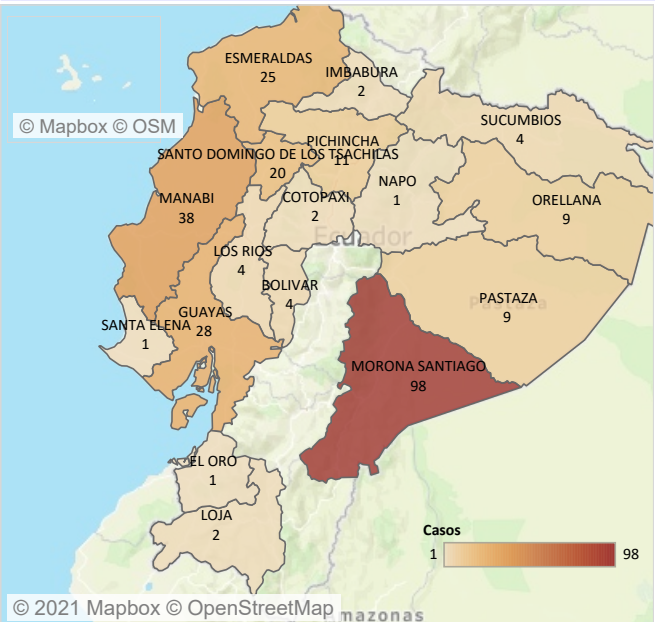 ESMERALDAS
25
IMBABURA
2
© Mapbox © OSM
SUCUMBIOS
4
PICHINCHA
11
SANTO DOMINGO DE LOS TSACHILAS
20
NAPO
1
MANABI
38
COTOPAXI
2
ORELLANA
9
Ecuador
LOS RIOS
4
BOLIVAR
4
PASTAZA
9
Pastaza
GUAYAS
28
SANTA ELENA
1
MORONA SANTIAGO
98
EL ORO
1
LOJA
2
Casos
1
98
© 2021 Mapbox © OpenStreetMap
Amazonas